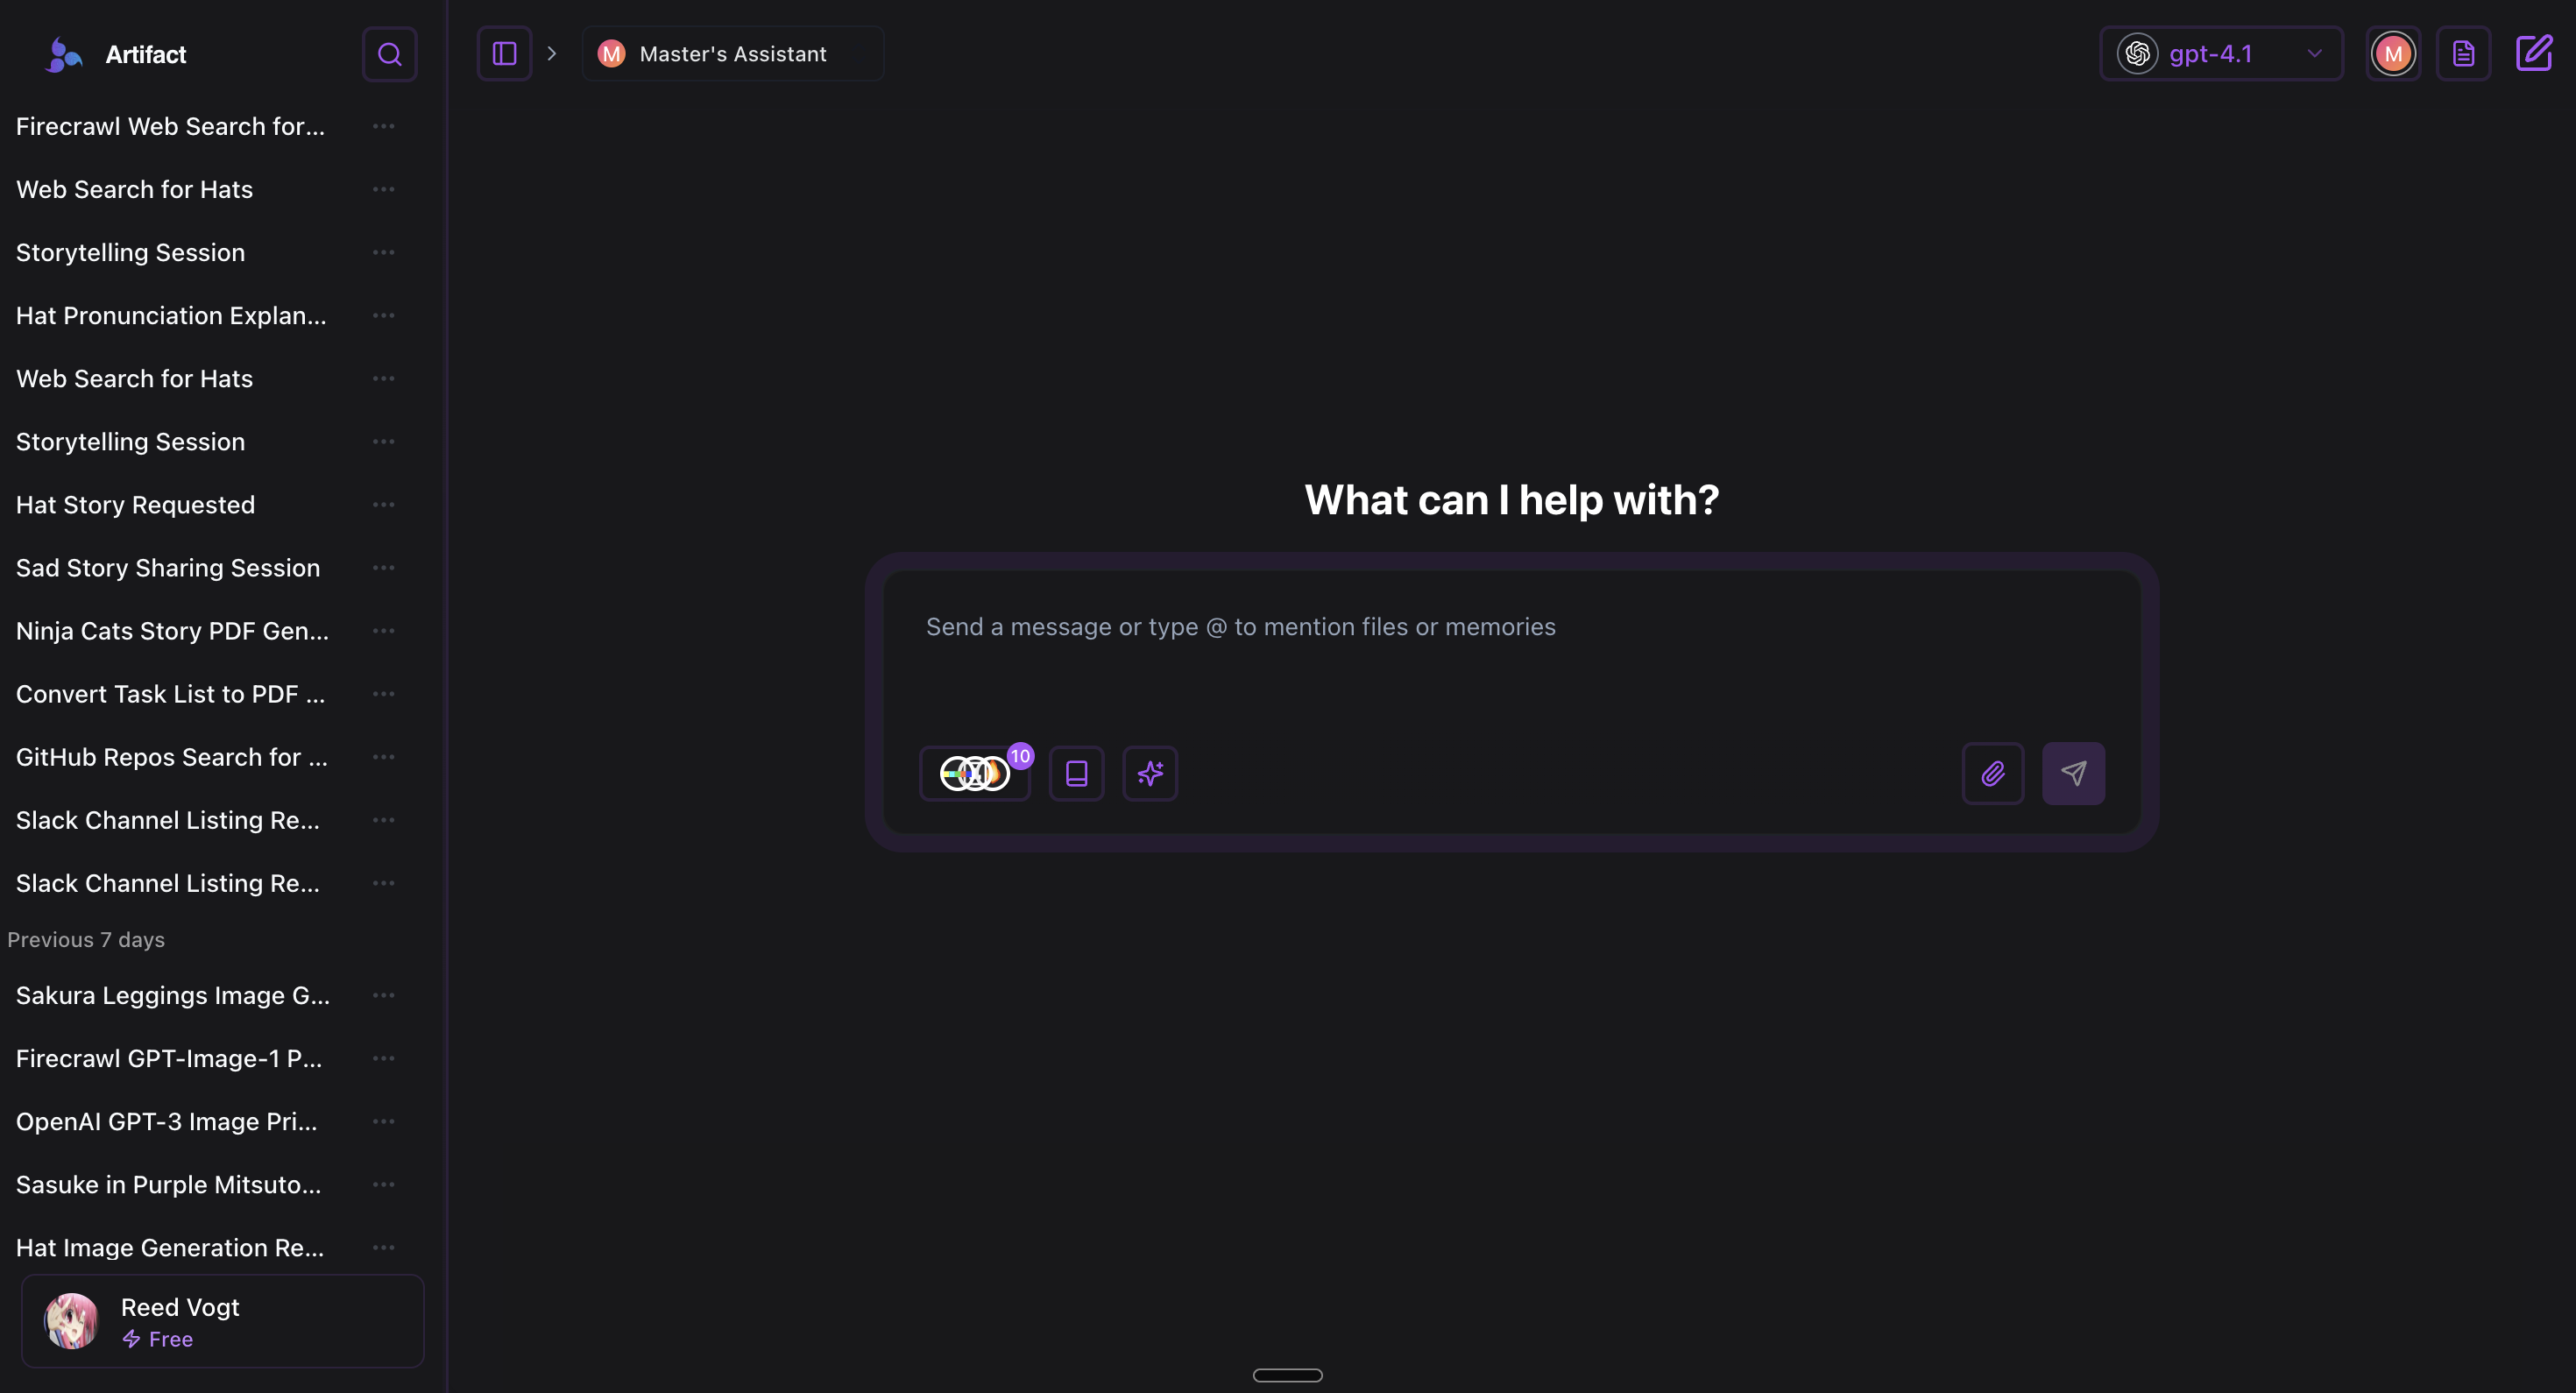 Artifact
Firecrawl Web Search for...
Web Search for Hats
Storytelling Session
Hat Pronunciation Explan...
Web Search for Hats
Storytelling Session
Hat Story Requested
Sad Story Sharing Session
Ninja Cats Story PDF Gen...
Convert Task List to PDF ...
GitHub Repos Search for ...
Slack Channel Listing Re...
Slack Channel Listing Re...
Previous 7 days
Sakura Leggings Image G...
Firecrawl GPT-Image-1 P...
OpenAI GPT-3 Image Pri...
Sasuke in Purple Mitsuto...
Hat Image Generation Re...
Reed Vogt
Free
M Master's Assistant
gpt-4.1
M
What can I help with?
Send a message or type @ to mention files or memories
10